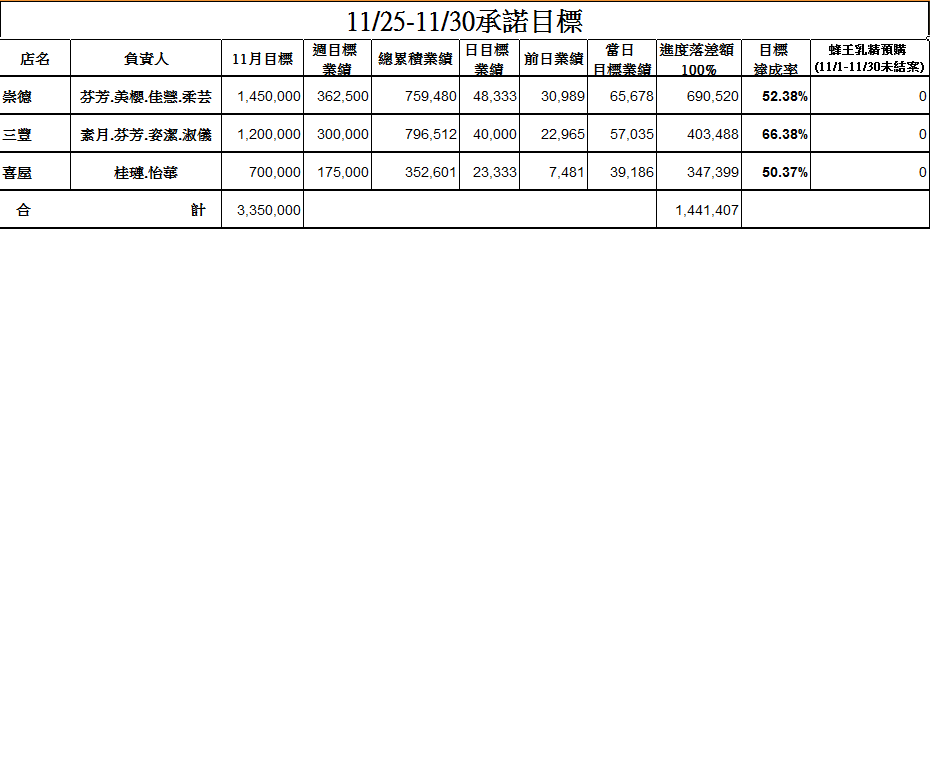 11/25-11/30承諾目標
店名 負責人 11月目標 週目標業績 總累積業績 日目標業績 前日業績 當日目標業績 進度落差額100% 目標達成率 蜂王乳精預購(11/1-11/30未結案)
崇德 芬芳.美櫻.佳慧.柔芸 1,450,000 362,500 759,480 48,333 30,989 65,678 690,520 52.38% 0
三豐 素月.芬芳.姿潔.淑儀 1,200,000 300,000 796,512 40,000 22,965 57,035 403,488 66.38% 0
喜屋 桂璉.怡華 700,000 175,000 352,601 23,333 7,481 39,186 347,399 50.37% 0
合計 3,350,000 1,441,407